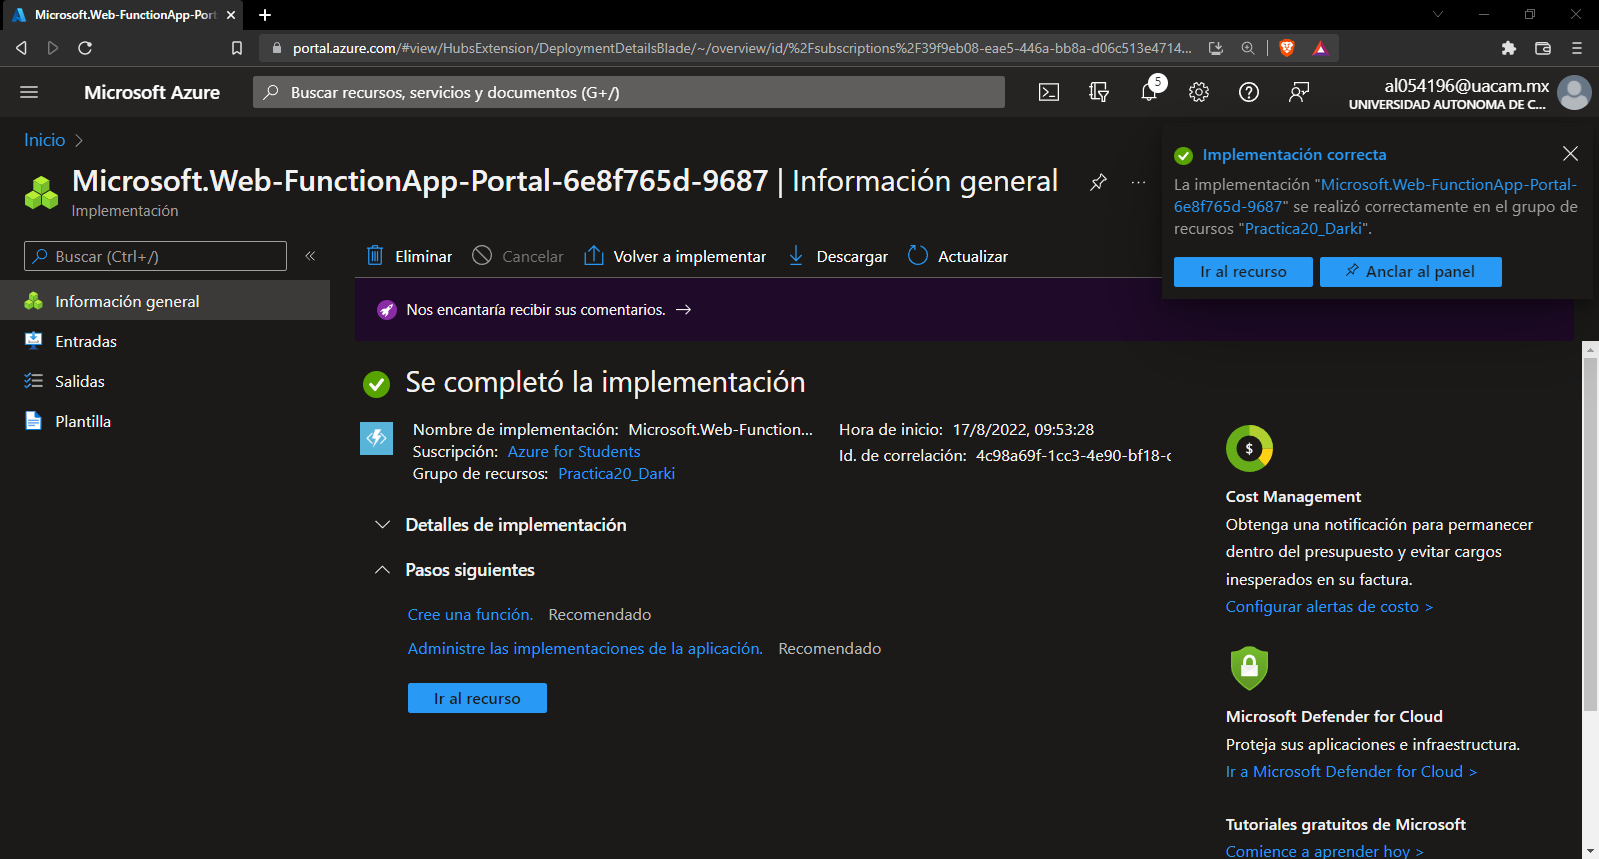 Microsoft.Web-FunctionApp-Port
portal.azure.com/#view/HubsExtension/DeploymentDetailsBlade/~/overview/id/%2Fsubscriptions%2F39f9eb08-eae5-446a-bb8a-d06c513e4714...
Microsoft Azure
Buscar recursos, servicios y documentos (G+/)
5
al054196@uacam.mx
UNIVERSIDAD AUTONOMA DE C...
Inicio >
Microsoft.Web-FunctionApp-Portal-6e8f765d-9687 | Información general
...
Implementación
Implementación correcta
La implementación "Microsoft.Web-FunctionApp-Portal-
6e8f765d-9687" se realizó correctamente en el grupo de
recursos "Practica20_Darki".
Ir al recurso
Anclar al panel
Buscar (Ctrl+/)
«
Eliminar
Cancelar
Volver a implementar
Descargar
Actualizar
Información general
Entradas
Salidas
Plantilla
Nos encantaría recibir sus comentarios. →
Se completó la implementación
Nombre de implementación: Microsoft.Web-Function...
Suscripción: Azure for Students
Grupo de recursos: Practica20_Darki
Hora de inicio: 17/8/2022, 09:53:28
Id. de correlación: 4c98a69f-1cc3-4e90-bf18-c
Detalles de implementación
Pasos siguientes
Cree una función. Recomendado
Administre las implementaciones de la aplicación. Recomendado
Ir al recurso
$
Cost Management
Obtenga una notificación para permanecer
dentro del presupuesto y evitar cargos
inesperados en su factura.
Configurar alertas de costo >
Microsoft Defender for Cloud
Proteja sus aplicaciones e infraestructura.
Ir a Microsoft Defender for Cloud >
Tutoriales gratuitos de Microsoft
Comience a aprender hoy >